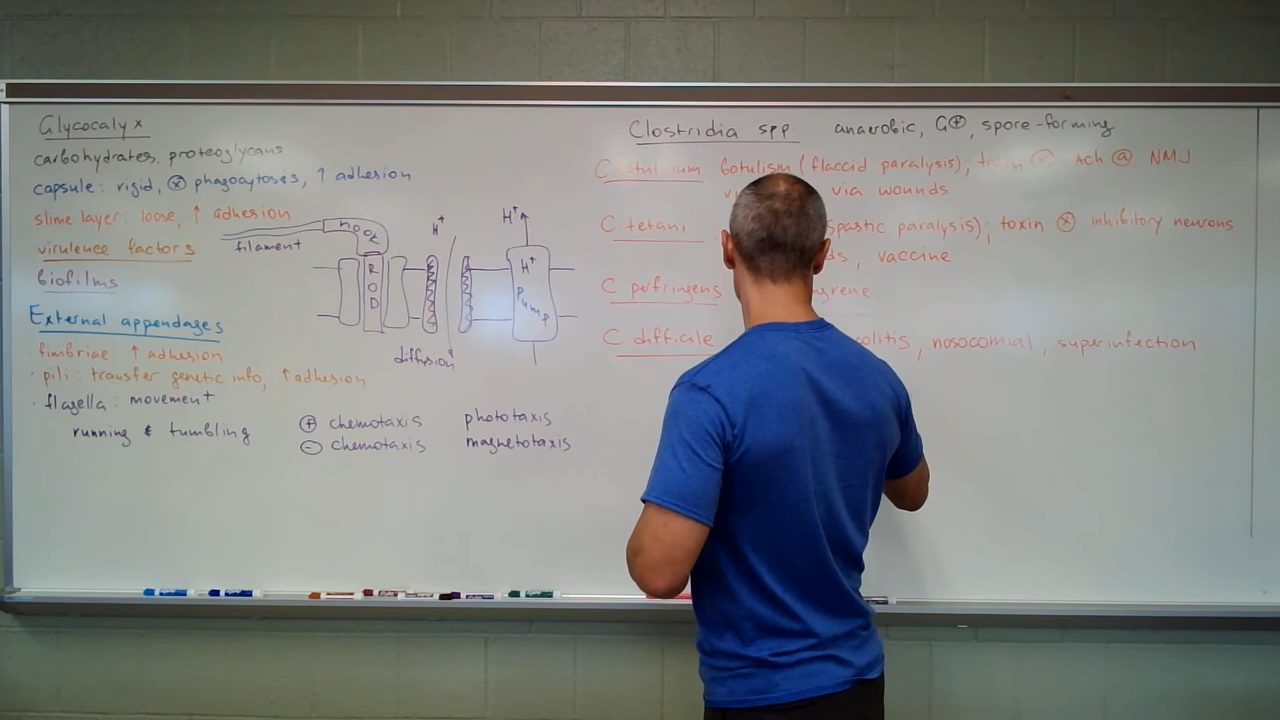 Glycocalyx
carbohydrates, proteoglycans
capsule: rigid, ⊗ phagocytoses, ↑ adhesion
slime layer: loose, ↑ adhesion
virulence factors
biofilms
External appendages
· fimbriae: ↑ adhesion
· pili: transfer genetic info, ↑ adhesion
· flagella: movement
running & tumbling
filament
hook
ROD
H⁺
diffusion
H⁺
H⁺
Pump
⊕ chemotaxis
⊖ chemotaxis
phototaxis
magnetotaxis
Clostridia spp anaerobic, G⊕, spore-forming
botulism (flaccid paralysis); ACh @ NMJ
via wounds
C tetani (spastic paralysis); toxin ⊗ inhibitory neurons
vaccine
C perfringens
C difficile colitis, nosocomial, superinfection